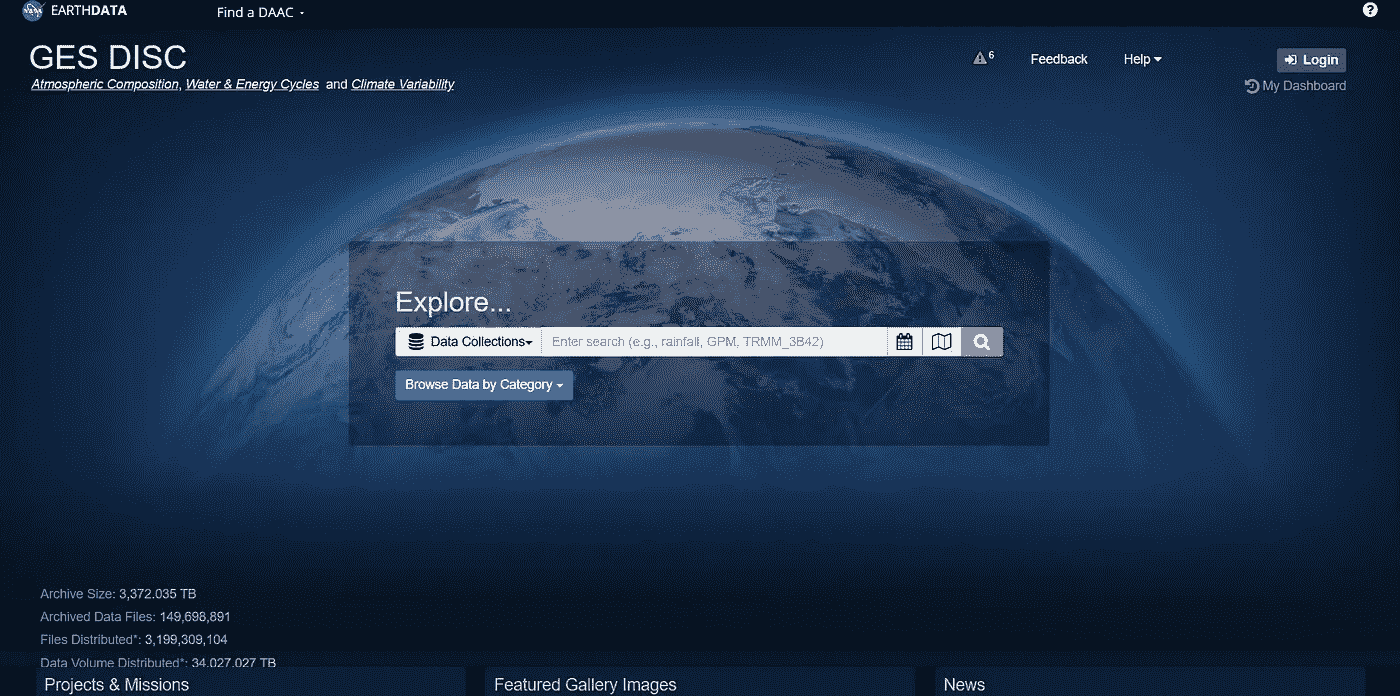 NASA EARTHDATA Find a DAAC
GES DISC
Atmospheric Composition, Water & Energy Cycles and Climate Variability
6 Feedback Help Login
My Dashboard
Explore...
Data Collections Enter search (e.g., rainfall, GPM, TRMM_3B42)
Browse Data by Category
Archive Size: 3,372.035 TB
Archived Data Files: 149,698,891
Files Distributed*: 3,199,309,104
Data Volume Distributed*: 34,027.027 TB
Projects & Missions Featured Gallery Images News